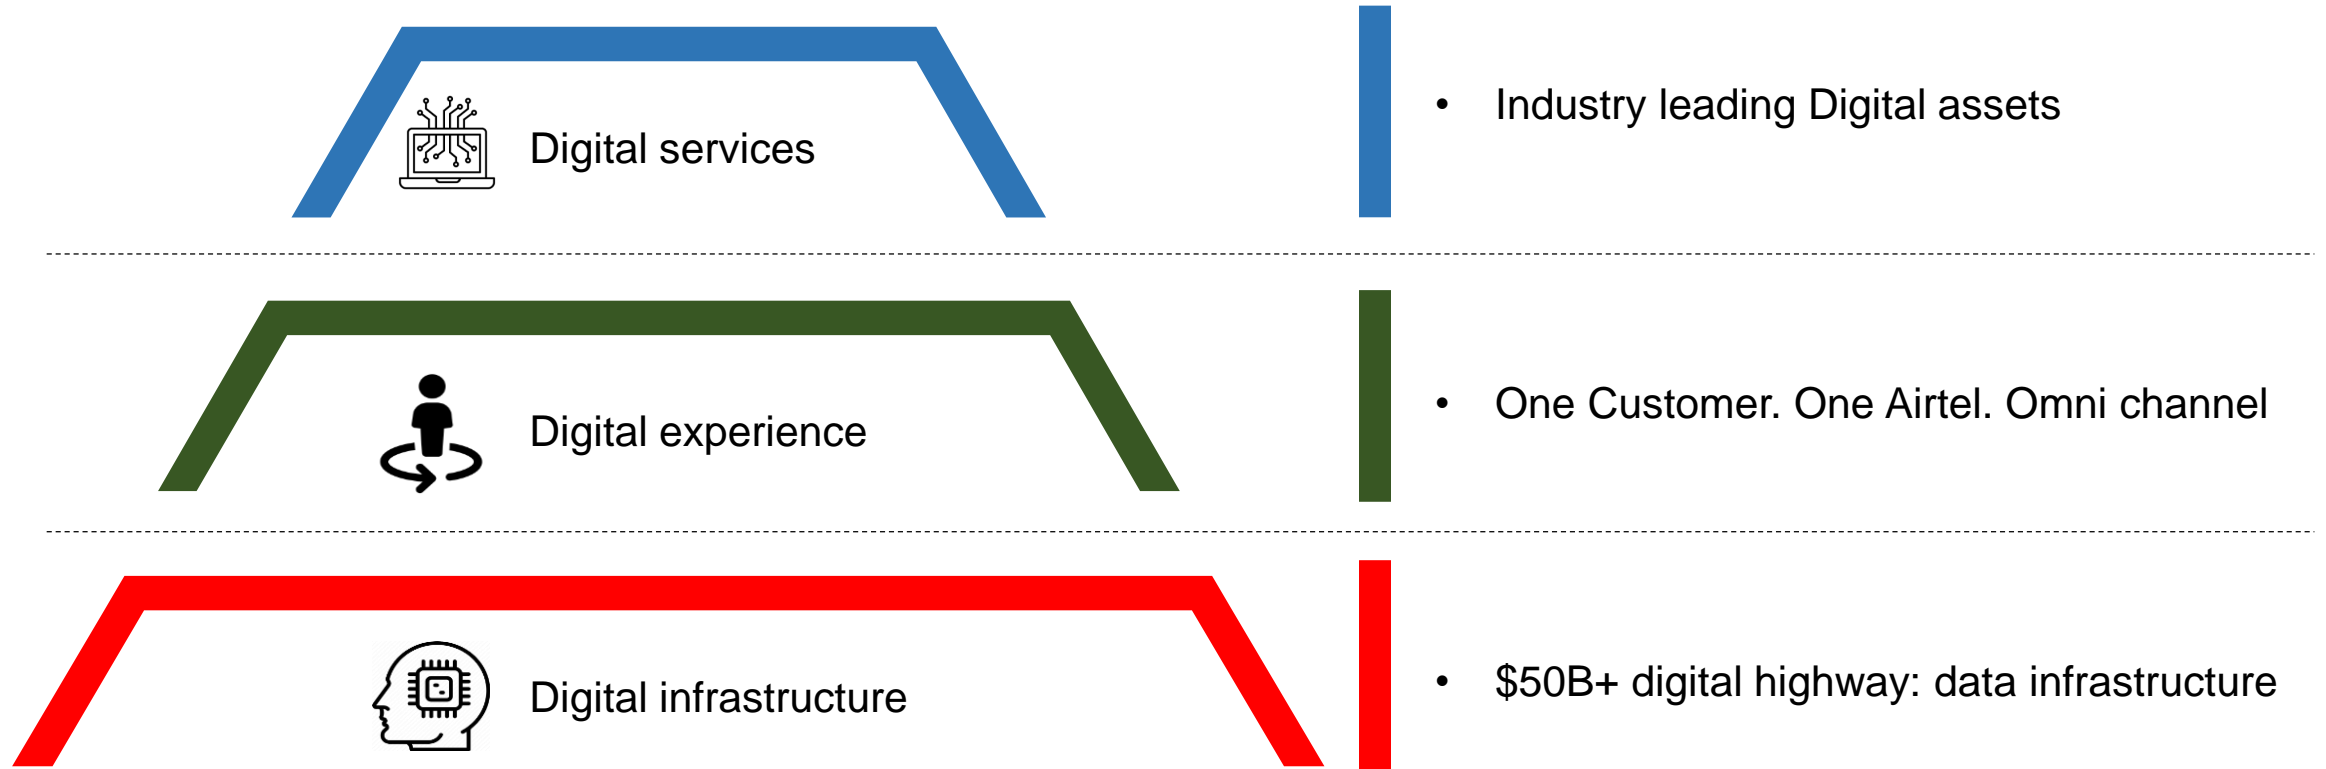 Digital services
• Industry leading Digital assets
Digital experience
• One Customer. One Airtel. Omni channel
Digital infrastructure
• $50B+ digital highway: data infrastructure